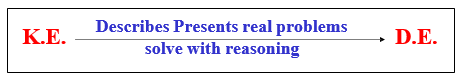 K.E. Describes Presents real problems D.E.
solve with reasoning